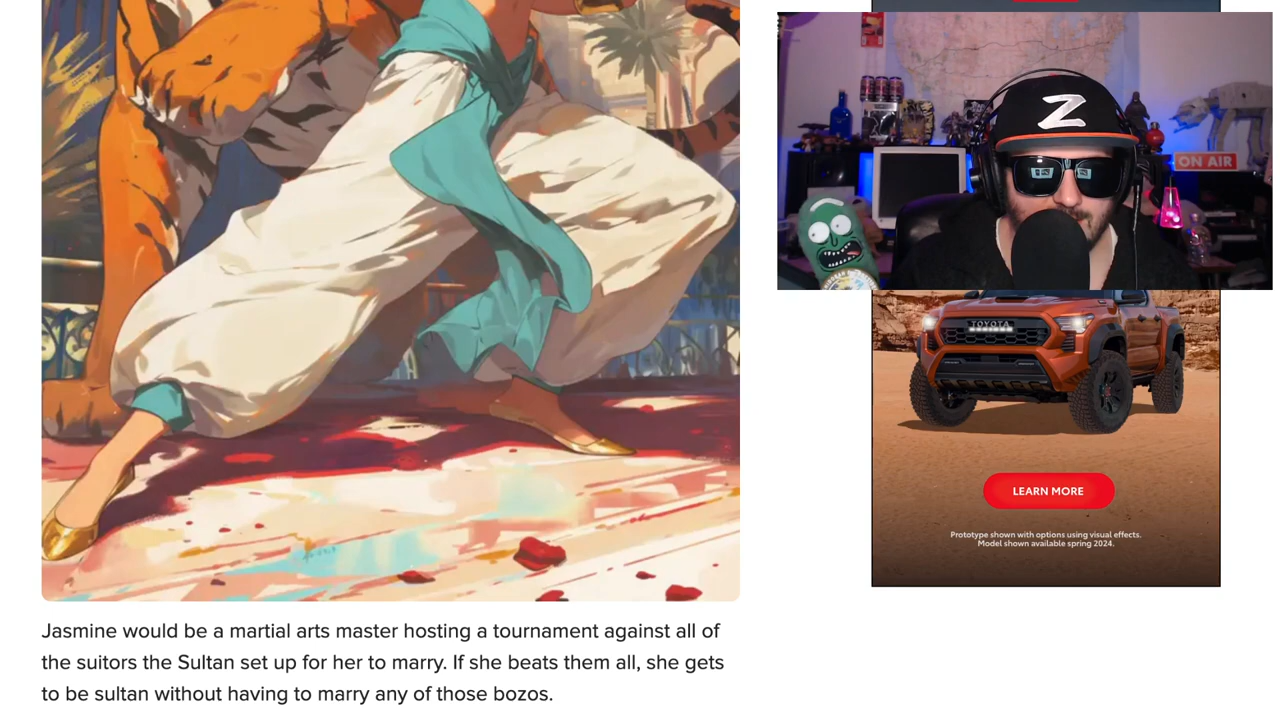 Z
ON AIR
TOYOTA
LEARN MORE
Prototype shown with options using visual effects.
Model shown available spring 2024.
Jasmine would be a martial arts master hosting a tournament against all of
the suitors the Sultan set up for her to marry. If she beats them all, she gets
to be sultan without having to marry any of those bozos.